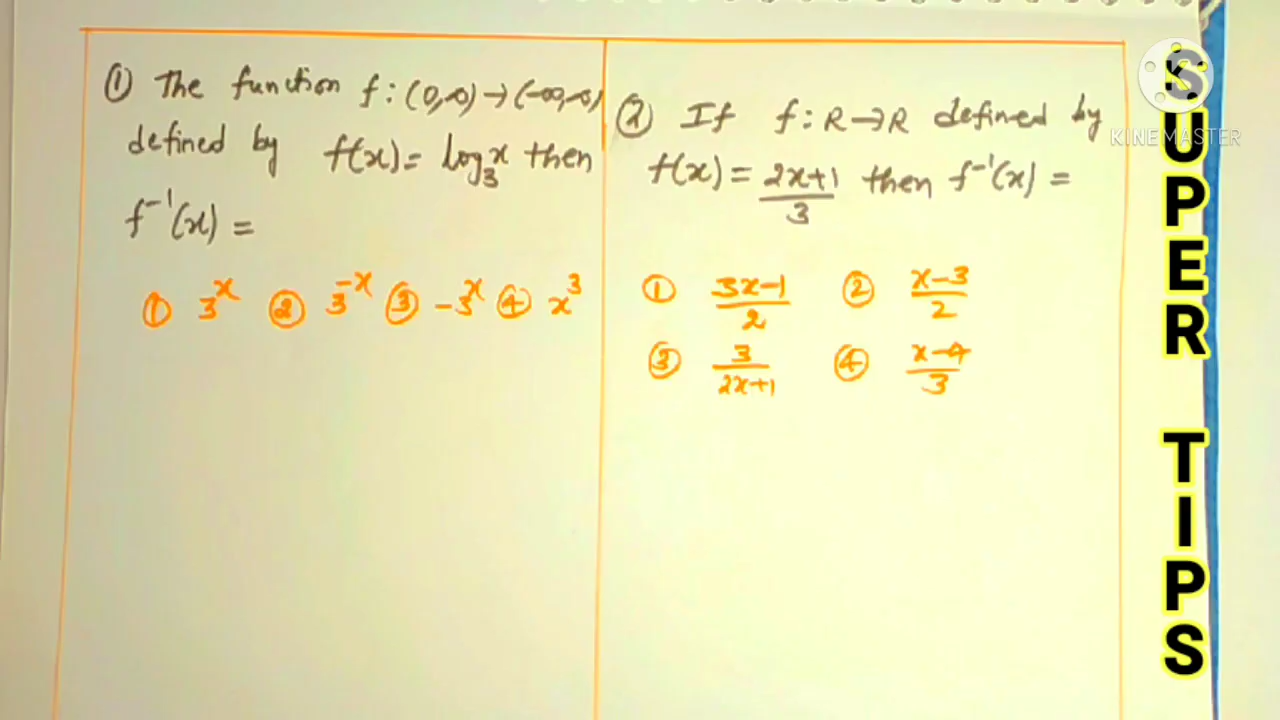 ① The function f : (0,∞) → (-∞,∞)
defined by f(x) = log₃x then
f⁻¹(x) =
① 3ˣ ② 3⁻ˣ ③ -3ˣ ④ x³
② If f : R → R defined by
f(x) = (2x+1)/3 then f⁻¹(x) =
① (3x-1)/2 ② (x-3)/2
③ 3/(2x+1) ④ (x-4)/3
S
KINEMASTER
SUPER
TIPS